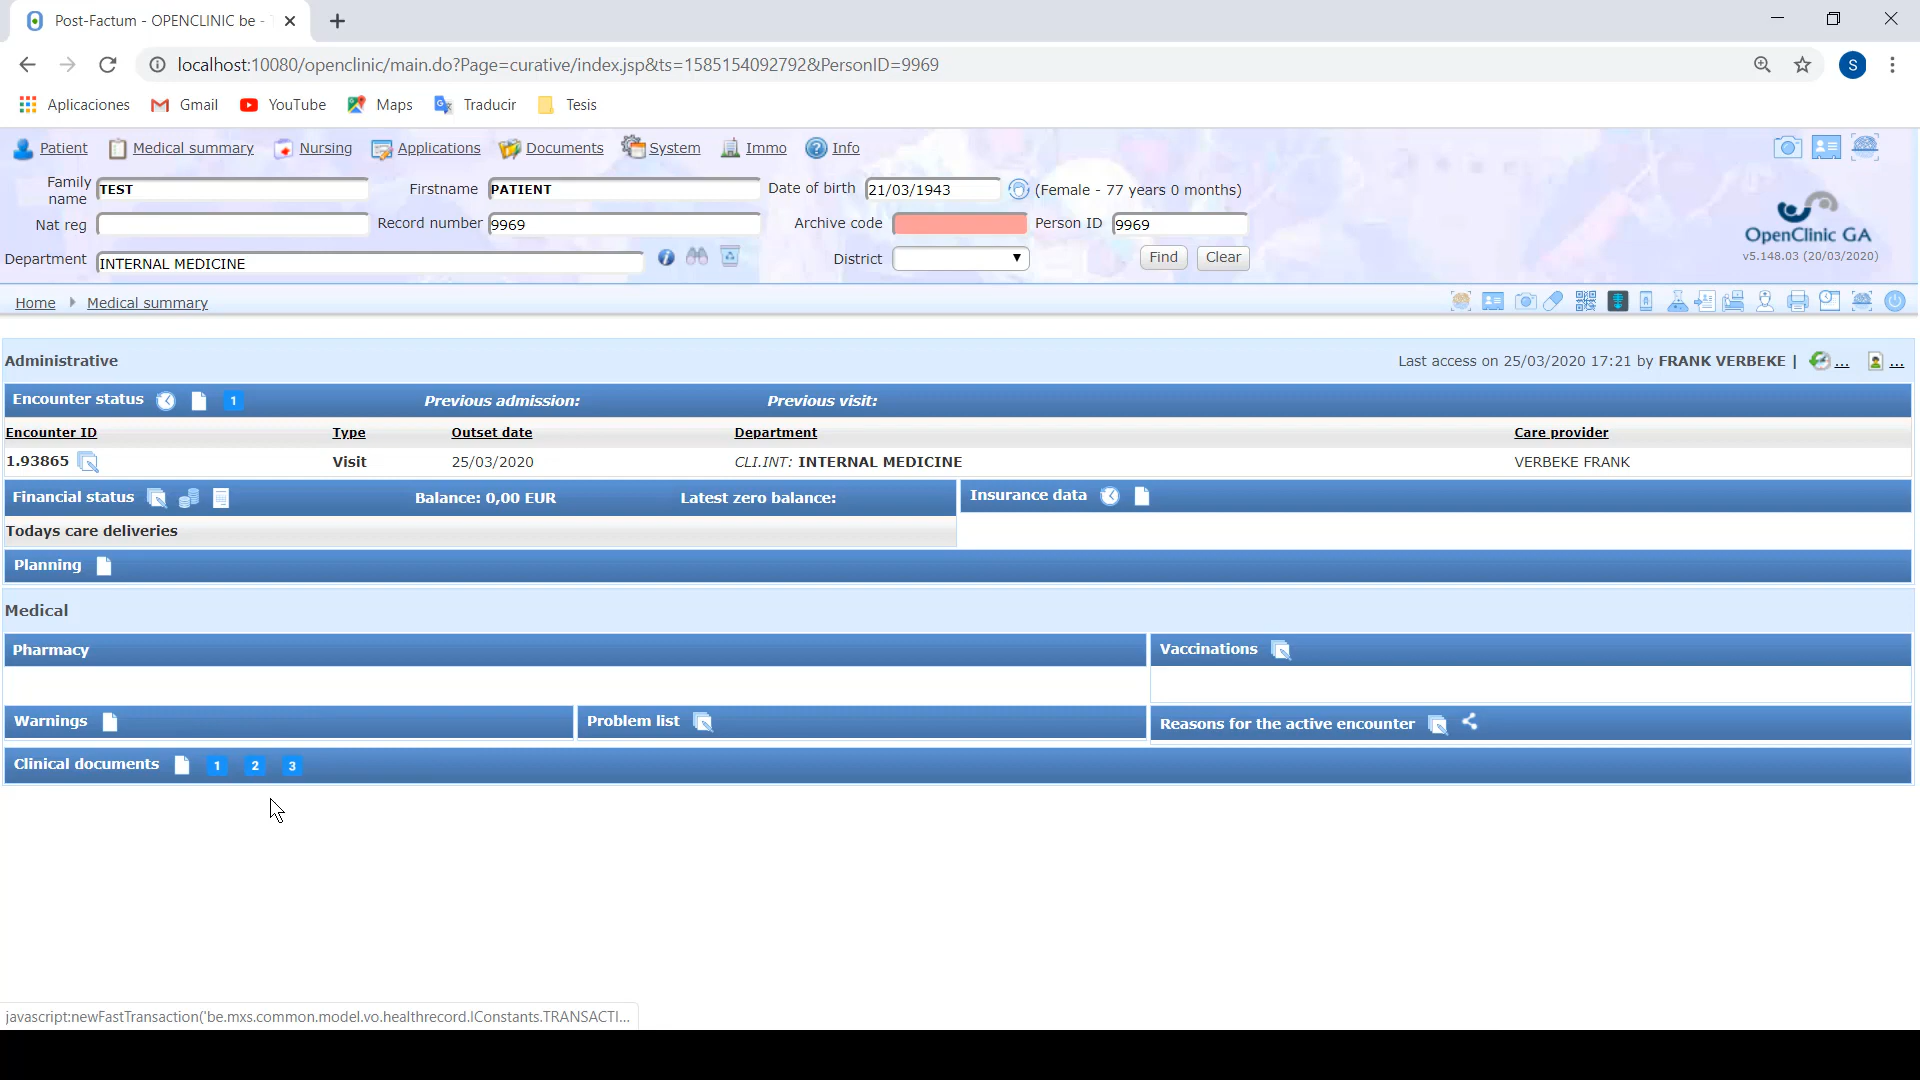 Post-Factum - OPENCLINIC be -
localhost:10080/openclinic/main.do?Page=curative/index.jsp&ts=1585154092792&PersonID=9969
S
Aplicaciones Gmail YouTube Maps Traducir Tesis
Patient Medical summary Nursing Applications Documents System Immo Info
Family name TEST Firstname PATIENT Date of birth 21/03/1943 (Female - 77 years 0 months)
Nat reg Record number 9969 Archive code Person ID 9969
Department INTERNAL MEDICINE District Find Clear
OpenClinic GA
v5.148.03 (20/03/2020)
Home Medical summary
Administrative Last access on 25/03/2020 17:21 by FRANK VERBEKE | ... ...
Encounter status 1 Previous admission: Previous visit:
Encounter ID Type Outset date Department Care provider
1.93865 Visit 25/03/2020 CLI.INT: INTERNAL MEDICINE VERBEKE FRANK
Financial status Balance: 0,00 EUR Latest zero balance: Insurance data
Todays care deliveries
Planning
Medical
Pharmacy Vaccinations
Warnings Problem list Reasons for the active encounter
Clinical documents 1 2 3
javascript:newFastTransaction('be.mxs.common.model.vo.healthrecord.IConstants.TRANSACTI...